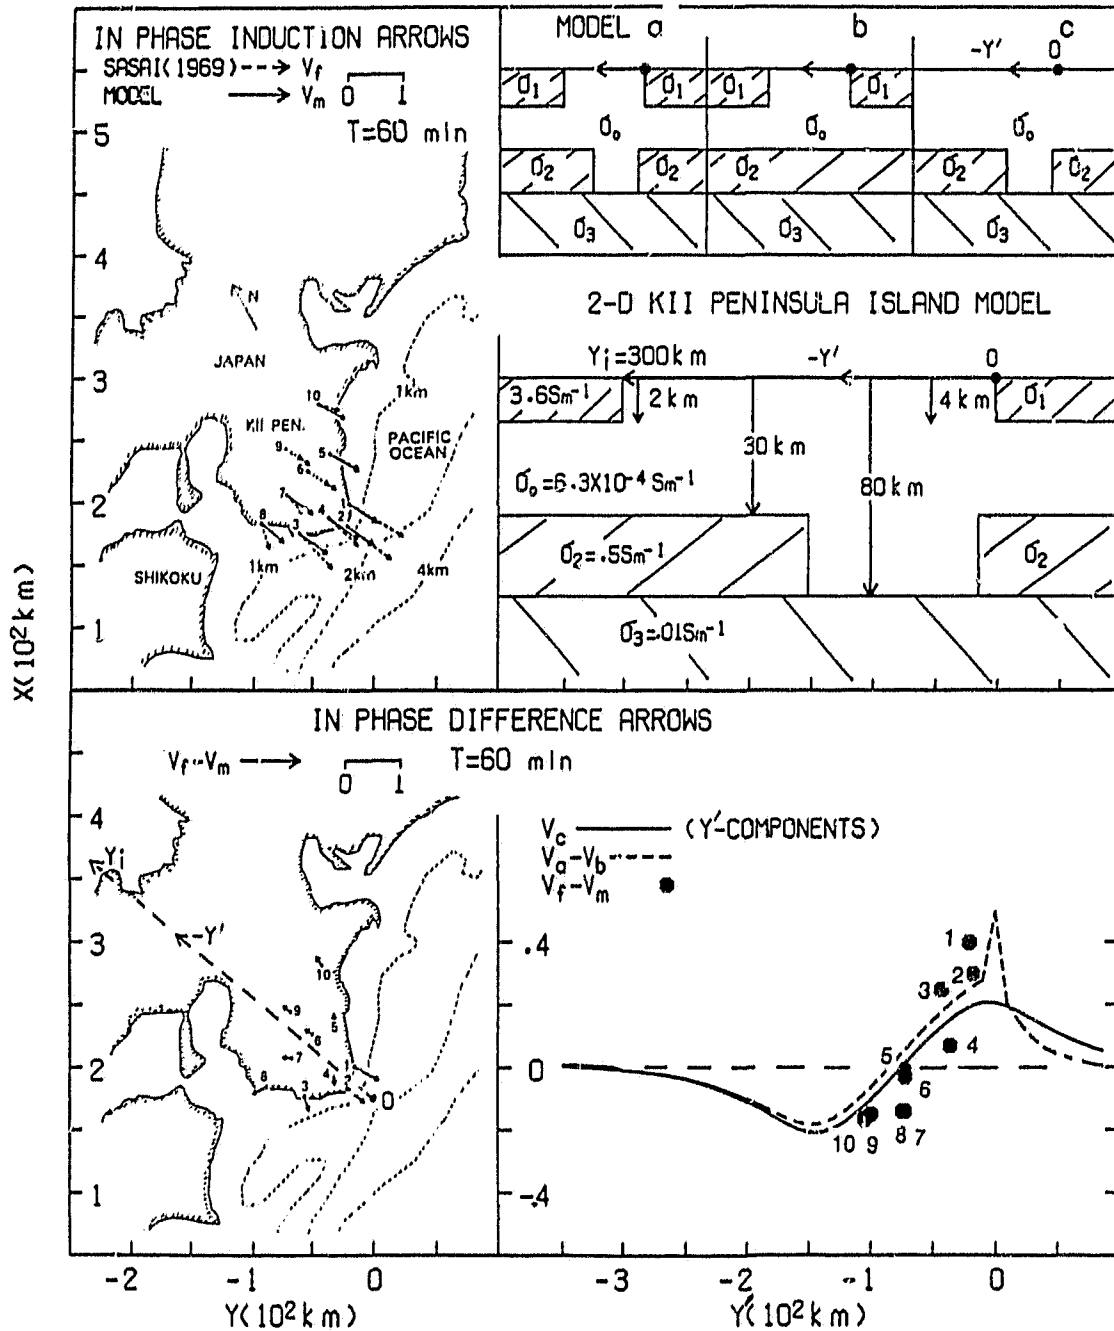 IN PHASE INDUCTION ARROWS
SASAI(1969) Vf
MODEL Vm 0 1
T=60 min
N
JAPAN
10
KII PEN.
1km
PACIFIC
OCEAN
9
5
6
7
4
2
1
8
3
SHIKOKU
1km
2km
4km
5
4
3
2
1
X(10²km)
MODEL a b c
-Y' 0
σ1 σ1 σ1 σ1
σ0 σ0 σ0
σ2 σ2 σ2 σ2 σ2
σ3 σ3 σ3
2-D KII PENINSULA ISLAND MODEL
Yi=300km -Y' 0
3.6Sm-1 2km 4km σ1
30km
σ0=6.3X10-4 Sm-1 80km
σ2=.5Sm-1 σ2
σ3=.01Sm-1
IN PHASE DIFFERENCE ARROWS
Vf-Vm 0 1 T=60 min
Yi
-Y'
10
9
5
6
7
4
2
1
8
3
0
4
3
2
1
-2 -1 0
Y(10²km)
Vc (Y'-COMPONENTS)
Va-Vb
Vf-Vm
.4
0
-.4
1
2
3
4
5
6
10 9 8 7
-3 -2 -1 0
Y'(10²km)